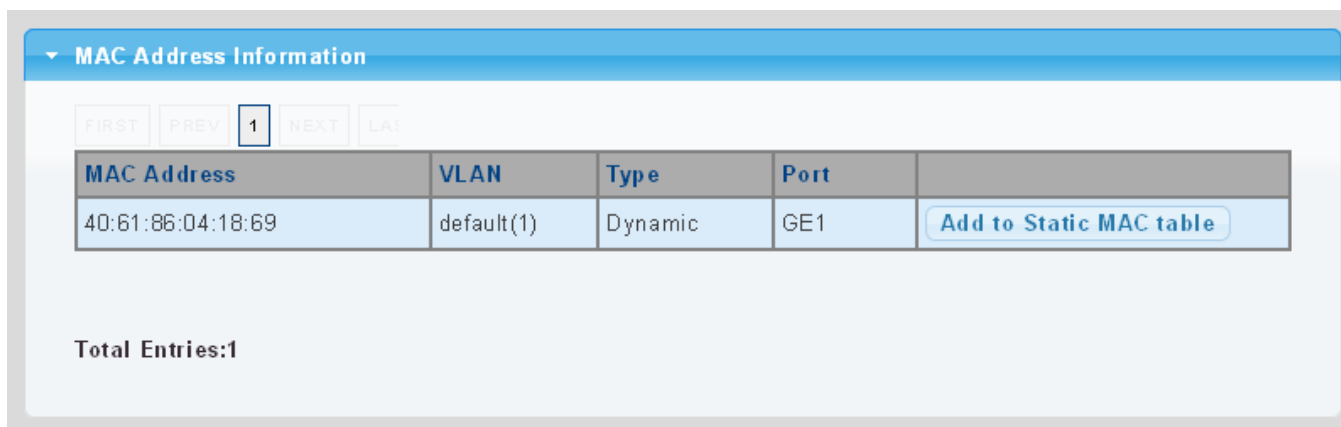 MAC Address Information
FIRST PREV 1 NEXT
MAC Address VLAN Type Port
40:61:86:04:18:69 default(1) Dynamic GE1 Add to Static MAC table
Total Entries:1